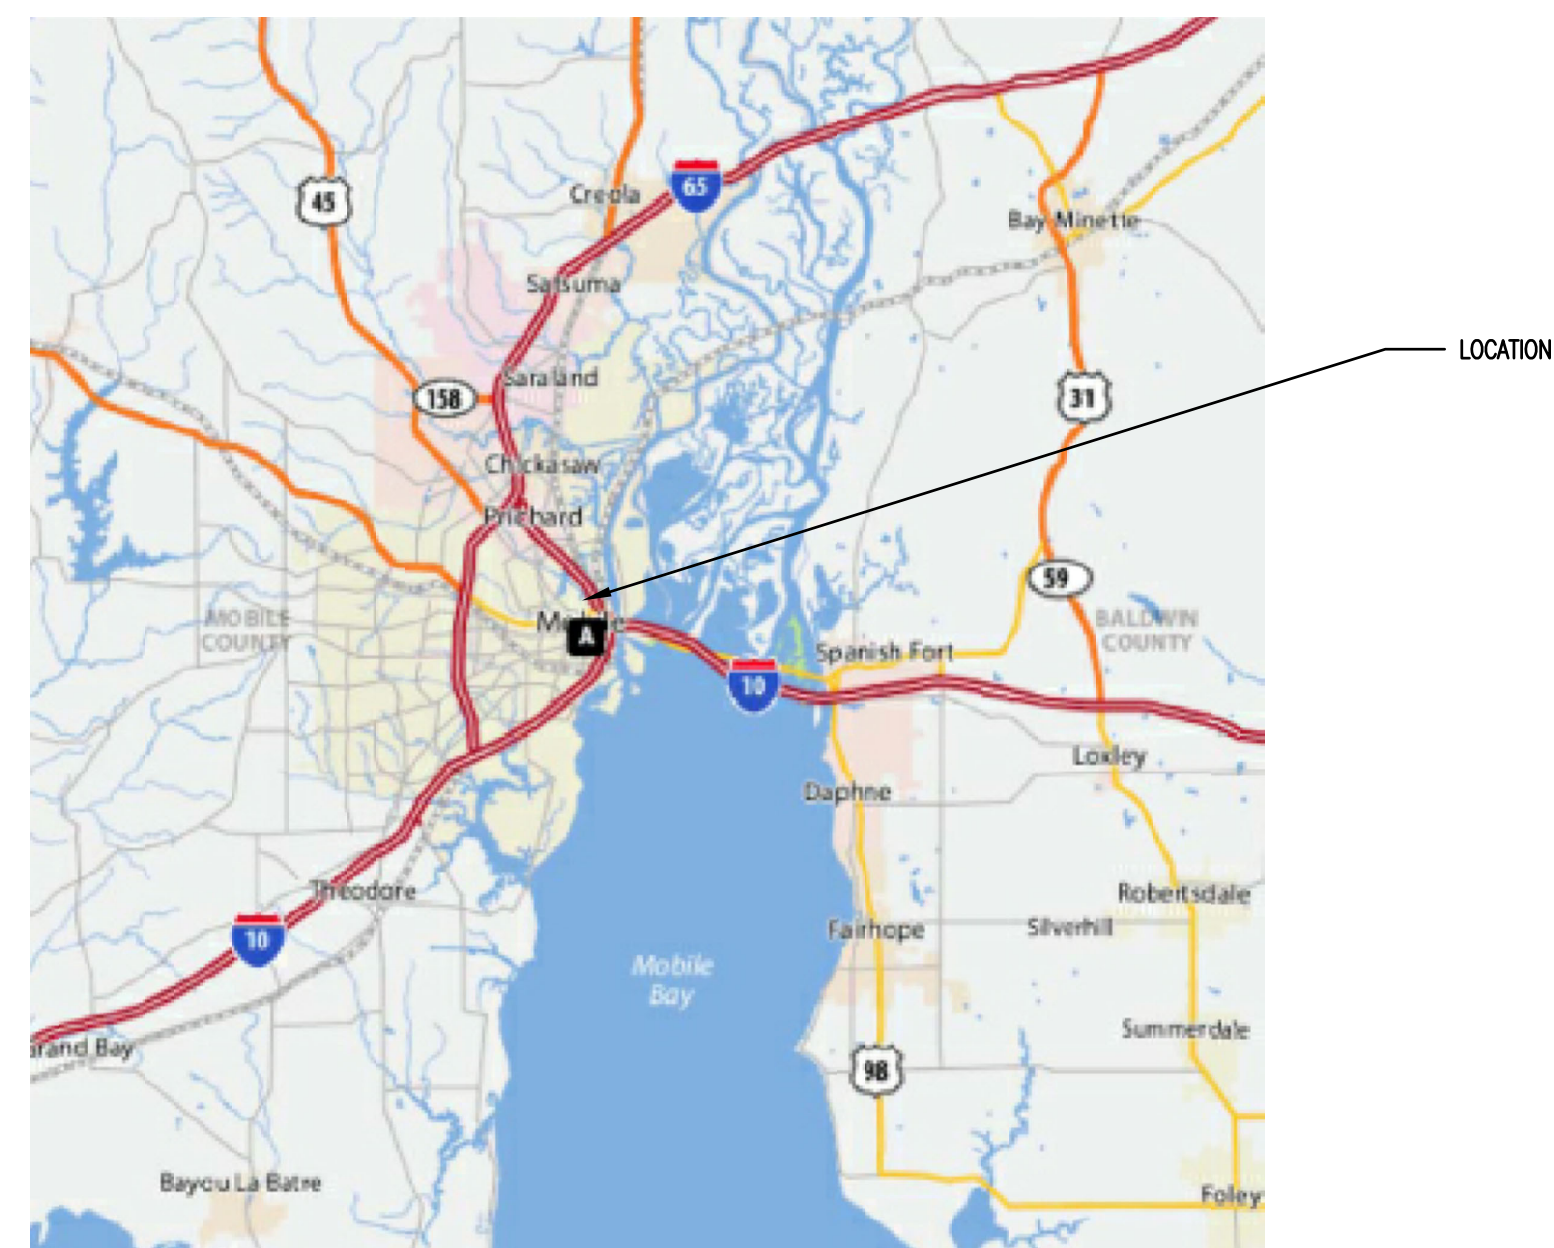 65
Creola
45
Bay Minette
Satsuma
LOCATION
Saraland
158
31
Chickasaw
Prichard
59
MOBILE
COUNTY
Mobile
A
BALDWIN
COUNTY
Spanish Fort
10
Loxley
Daphne
Theodore
Robertsdale
Fairhope
Silverhill
10
Mobile
Bay
Summerdale
Grand Bay
98
Bayou La Batre
Foley